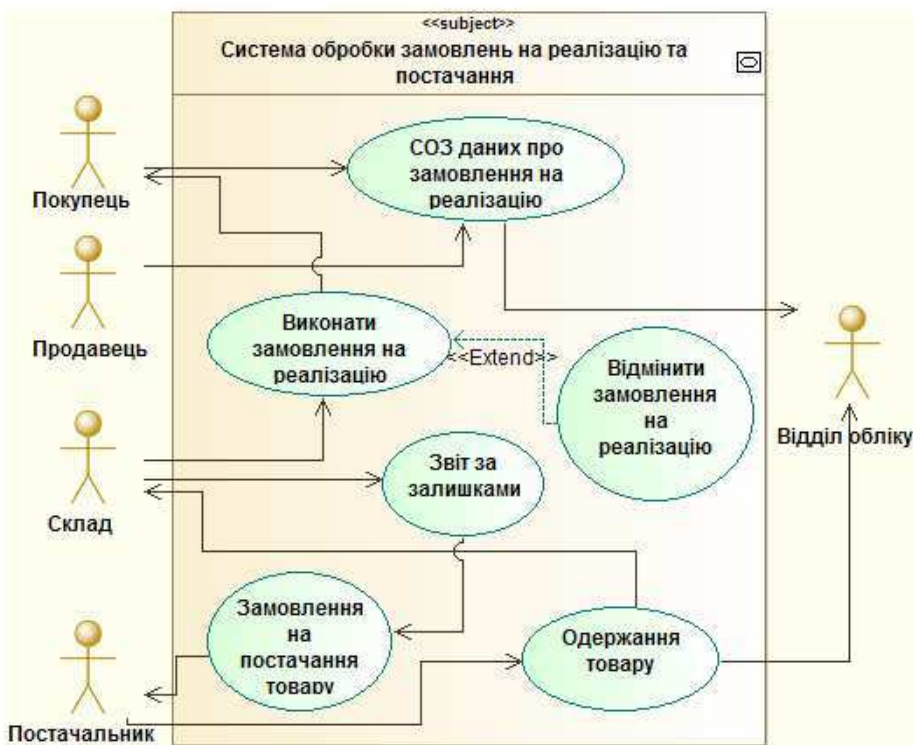 <<subject>>
Система обробки замовлень на реалізацію та
постачання
СОЗ даних про
замовлення на
реалізацію
Покупець
Продавець
Виконати
замовлення на
реалізацію
<<Extend>>
Відмінити
замовлення
на
реалізацію
Відділ обліку
Звіт за
залишками
Склад
Замовлення
на
постачання
товару
Одержання
товару
Постачальник